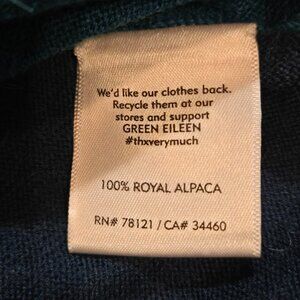 We'd like our clothes back.
Recycle them at our
stores and support
GREEN EILEEN
#thxverymuch
100% ROYAL ALPACA
RN# 78121 / CA# 34460